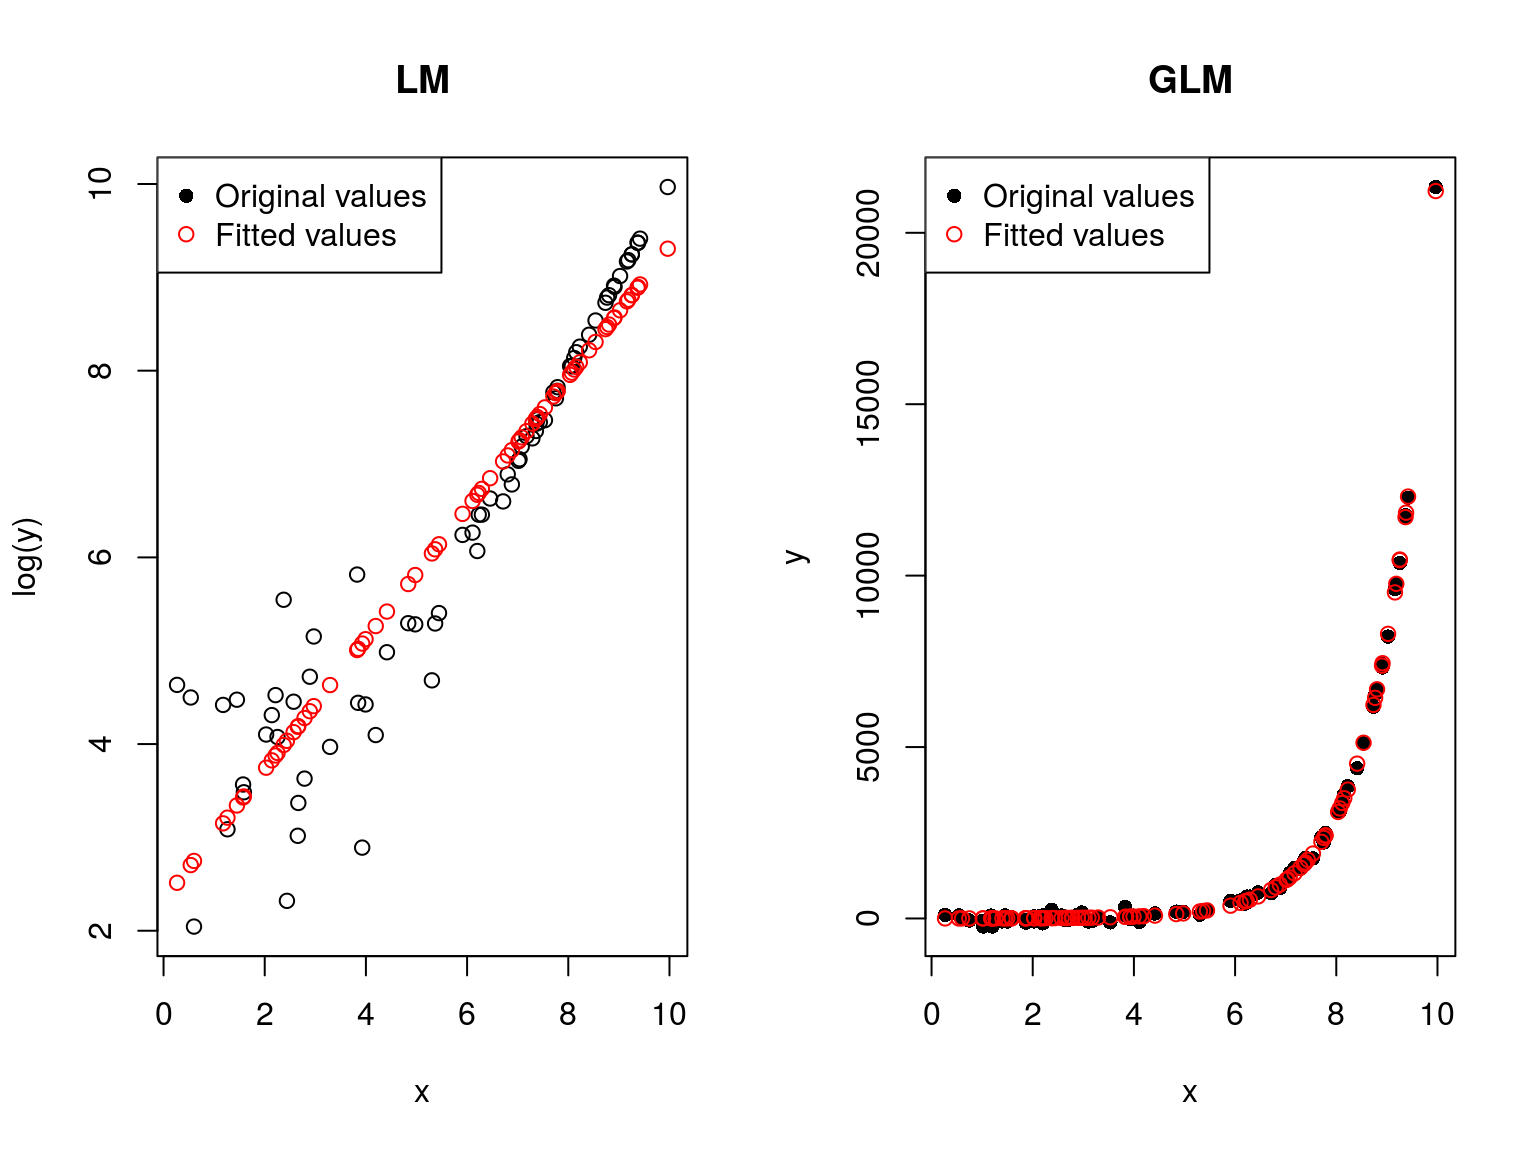 LM
Original values
Fitted values
log(y)
10
8
6
4
2
0 2 4 6 8 10
x
GLM
Original values
Fitted values
y
20000
15000
10000
5000
0
0 2 4 6 8 10
x